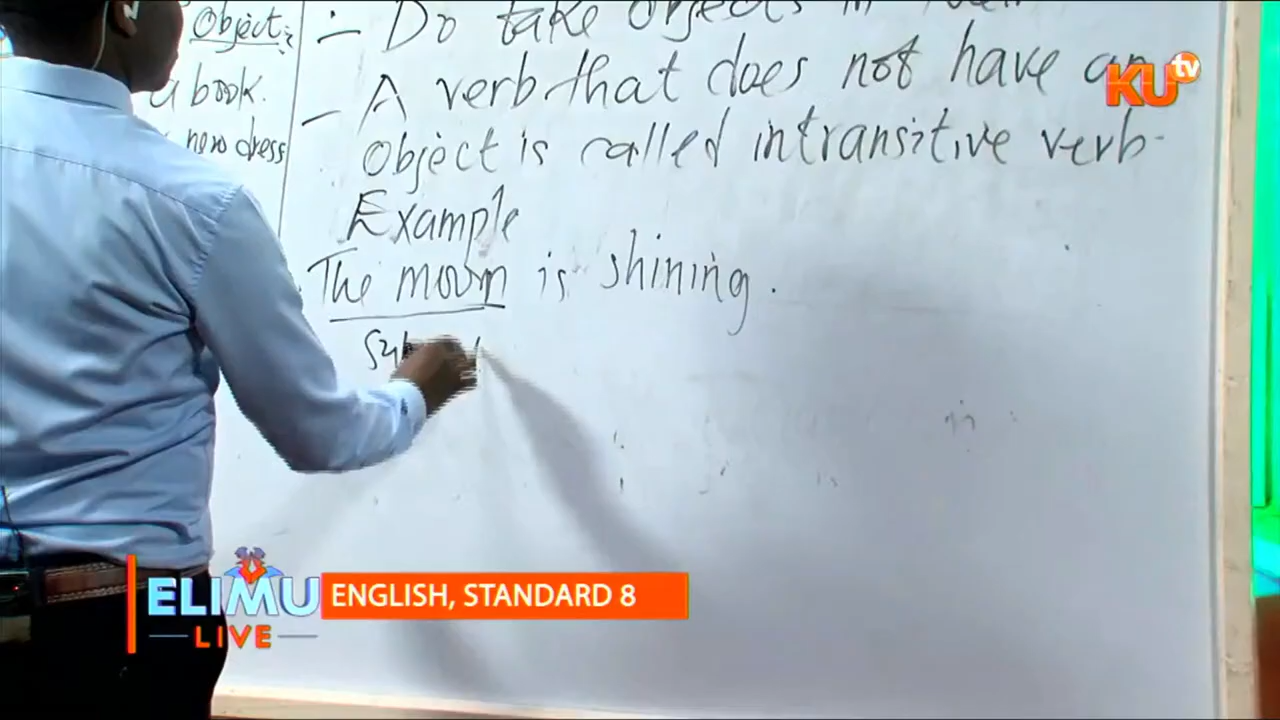 Object:
a book.
new dress
Do take objects in
- A verb that does not have an
Object is called intransitive verb.
Example
The moon is shining.
KU tv
ELIMU
LIVE
ENGLISH, STANDARD 8